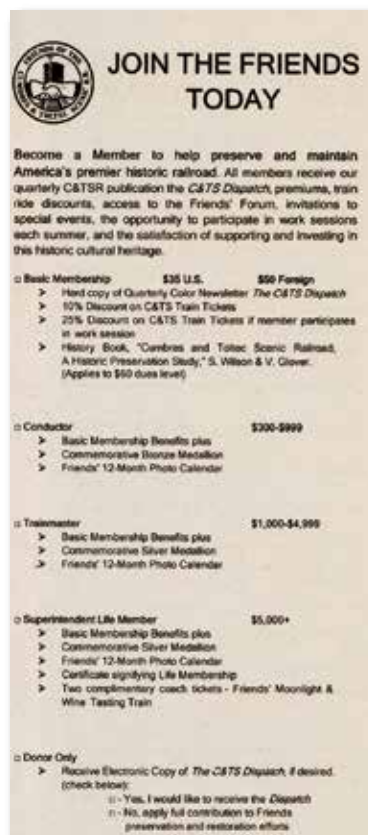 FRIENDS OF THE
CUMBRES & TOLTEC SCENIC RR
JOIN THE FRIENDS
TODAY
Become a Member to help preserve and maintain
America's premier historic railroad. All members receive our
quarterly C&TSR publication the C&TS Dispatch, premiums, train
ride discounts, access to the Friends' Forum, invitations to
special events, the opportunity to participate in work sessions
each summer, and the satisfaction of supporting and investing in
this historic cultural heritage.
□ Basic Membership $35 U.S. $50 Foreign
➤ Hard copy of Quarterly Color Newsletter The C&TS Dispatch
➤ 10% Discount on C&TS Train Tickets
➤ 25% Discount on C&TS Train Tickets if member participates
in work session
➤ History Book, "Cumbres and Toltec Scenic Railroad,
A Historic Preservation Study," S. Wilson & V. Glover.
(Applies to $60 dues level)
□ Conductor $300-$999
➤ Basic Membership Benefits plus
➤ Commemorative Bronze Medallion
➤ Friends' 12-Month Photo Calendar
□ Trainmaster $1,000-$4,999
➤ Basic Membership Benefits plus
➤ Commemorative Silver Medallion
➤ Friends' 12-Month Photo Calendar
□ Superintendent Life Member $5,000+
➤ Basic Membership Benefits plus
➤ Commemorative Silver Medallion
➤ Friends' 12-Month Photo Calendar
➤ Certificate signifying Life Membership
➤ Two complimentary coach tickets - Friends' Moonlight &
Wine Tasting Train
□ Donor Only
➤ Receive Electronic Copy of The C&TS Dispatch, if desired.
(check below):
□ - Yes, I would like to receive the Dispatch
□ - No, apply full contribution to Friends
preservation and restoration efforts